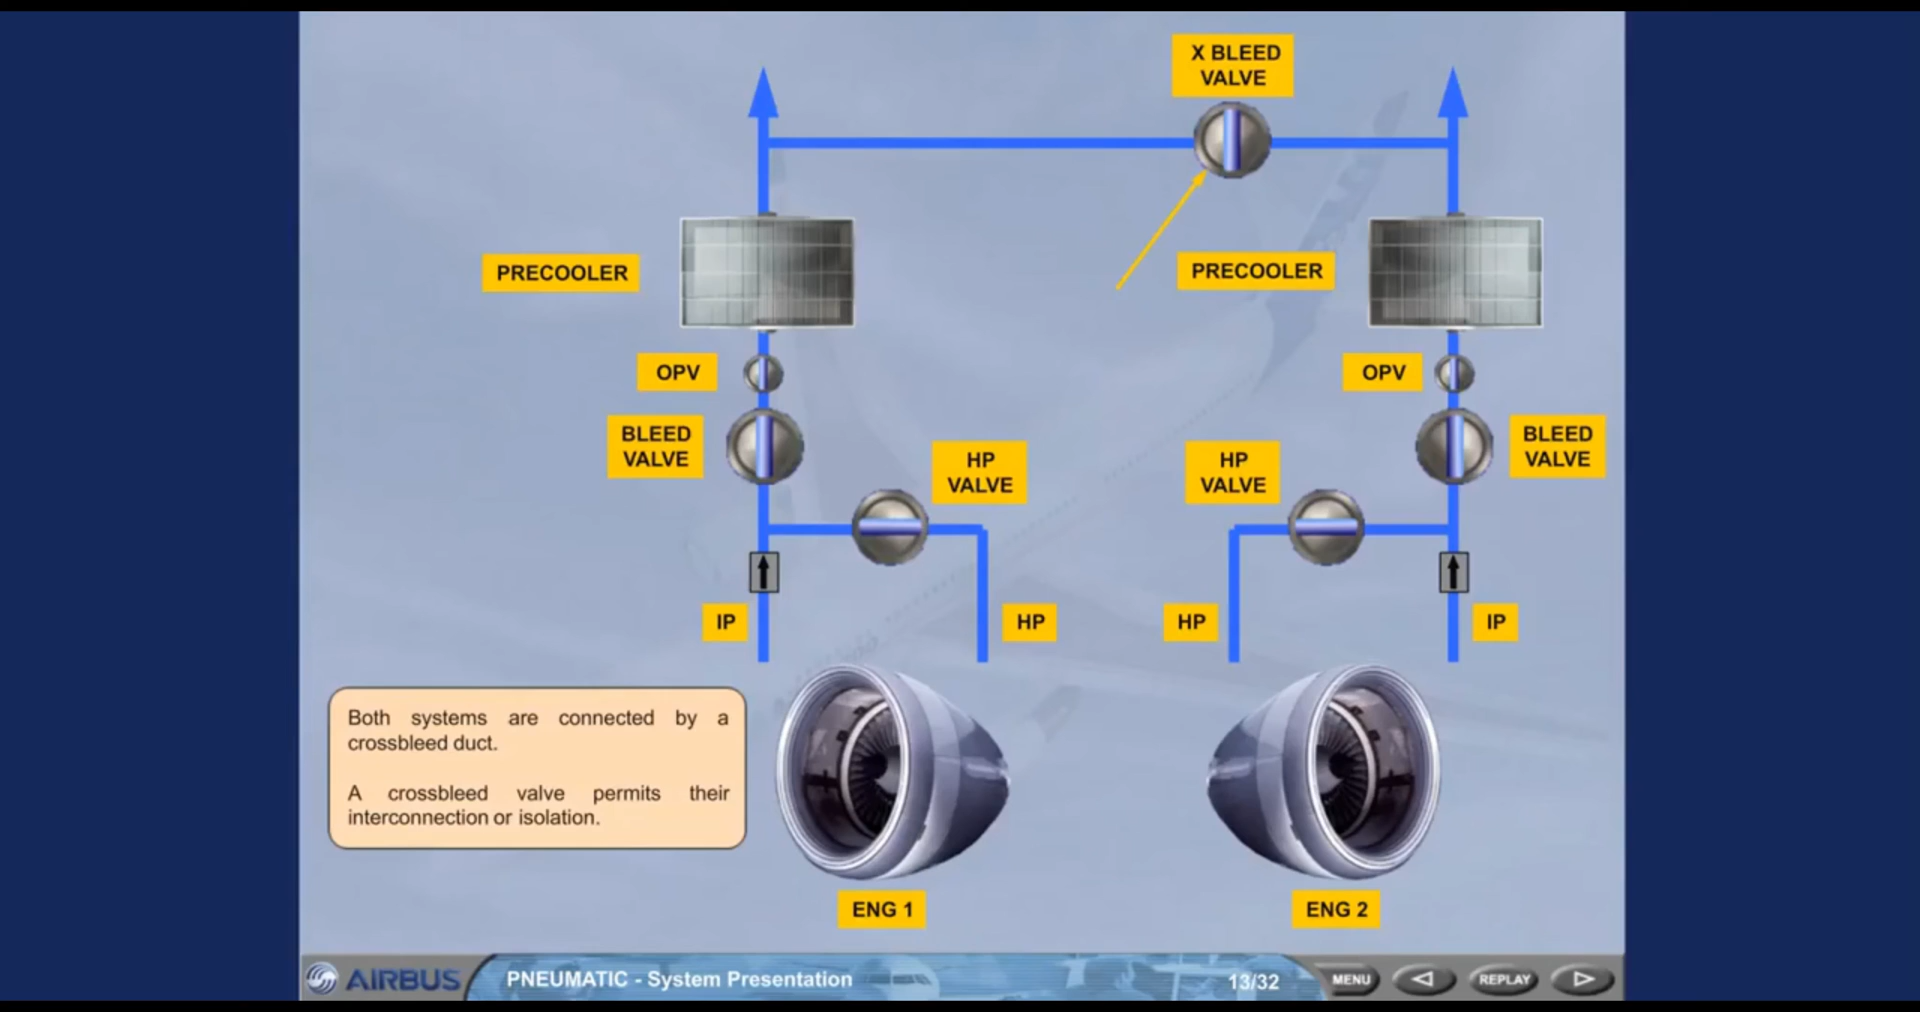 X BLEED
VALVE
PRECOOLER
PRECOOLER
OPV
OPV
BLEED
VALVE
HP
VALVE
HP
VALVE
BLEED
VALVE
IP
HP
HP
IP
Both systems are connected by a
crossbleed duct.
A crossbleed valve permits their
interconnection or isolation.
ENG 1
ENG 2
AIRBUS
PNEUMATIC - System Presentation
13/32
MENU
REPLAY